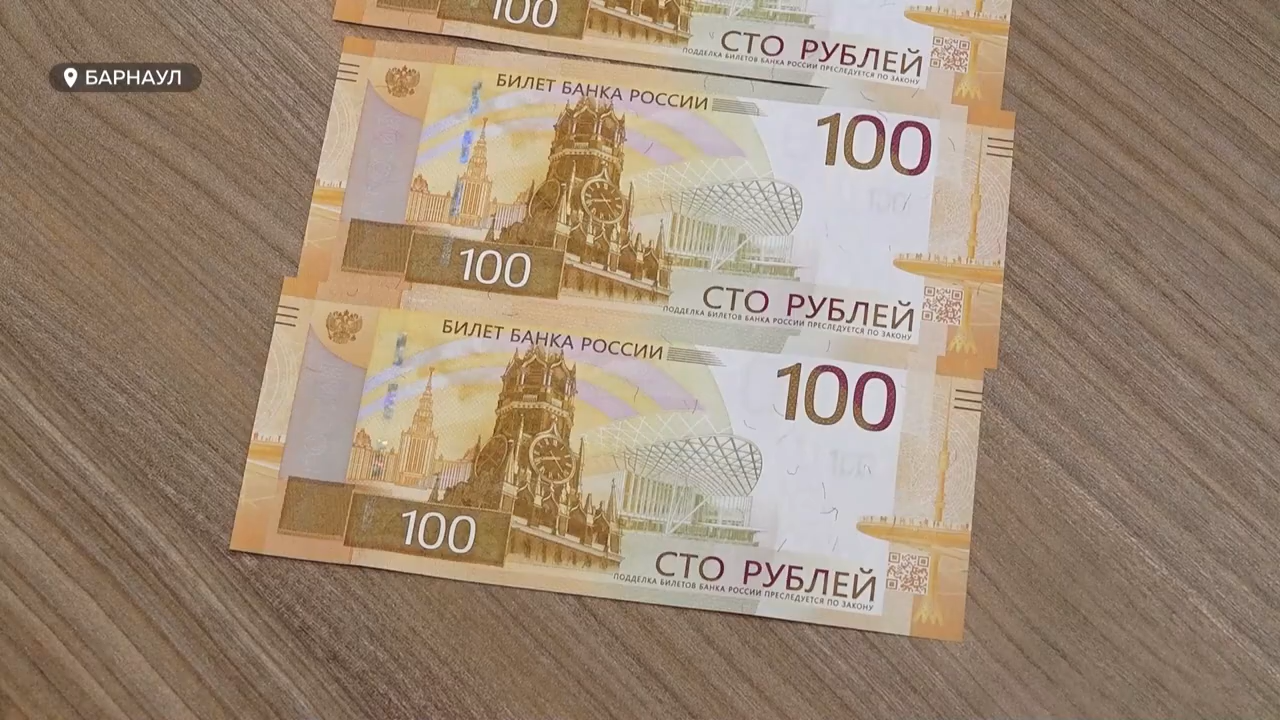 БАРНАУЛ
100
СТО РУБЛЕЙ
ПОДДЕЛКА БИЛЕТОВ БАНКА РОССИИ ПРЕСЛЕДУЕТСЯ ПО ЗАКОНУ
БИЛЕТ БАНКА РОССИИ
100
100
СТО РУБЛЕЙ
ПОДДЕЛКА БИЛЕТОВ БАНКА РОССИИ ПРЕСЛЕДУЕТСЯ ПО ЗАКОНУ
БИЛЕТ БАНКА РОССИИ
100
100
СТО РУБЛЕЙ
ПОДДЕЛКА БИЛЕТОВ БАНКА РОССИИ ПРЕСЛЕДУЕТСЯ ПО ЗАКОНУ